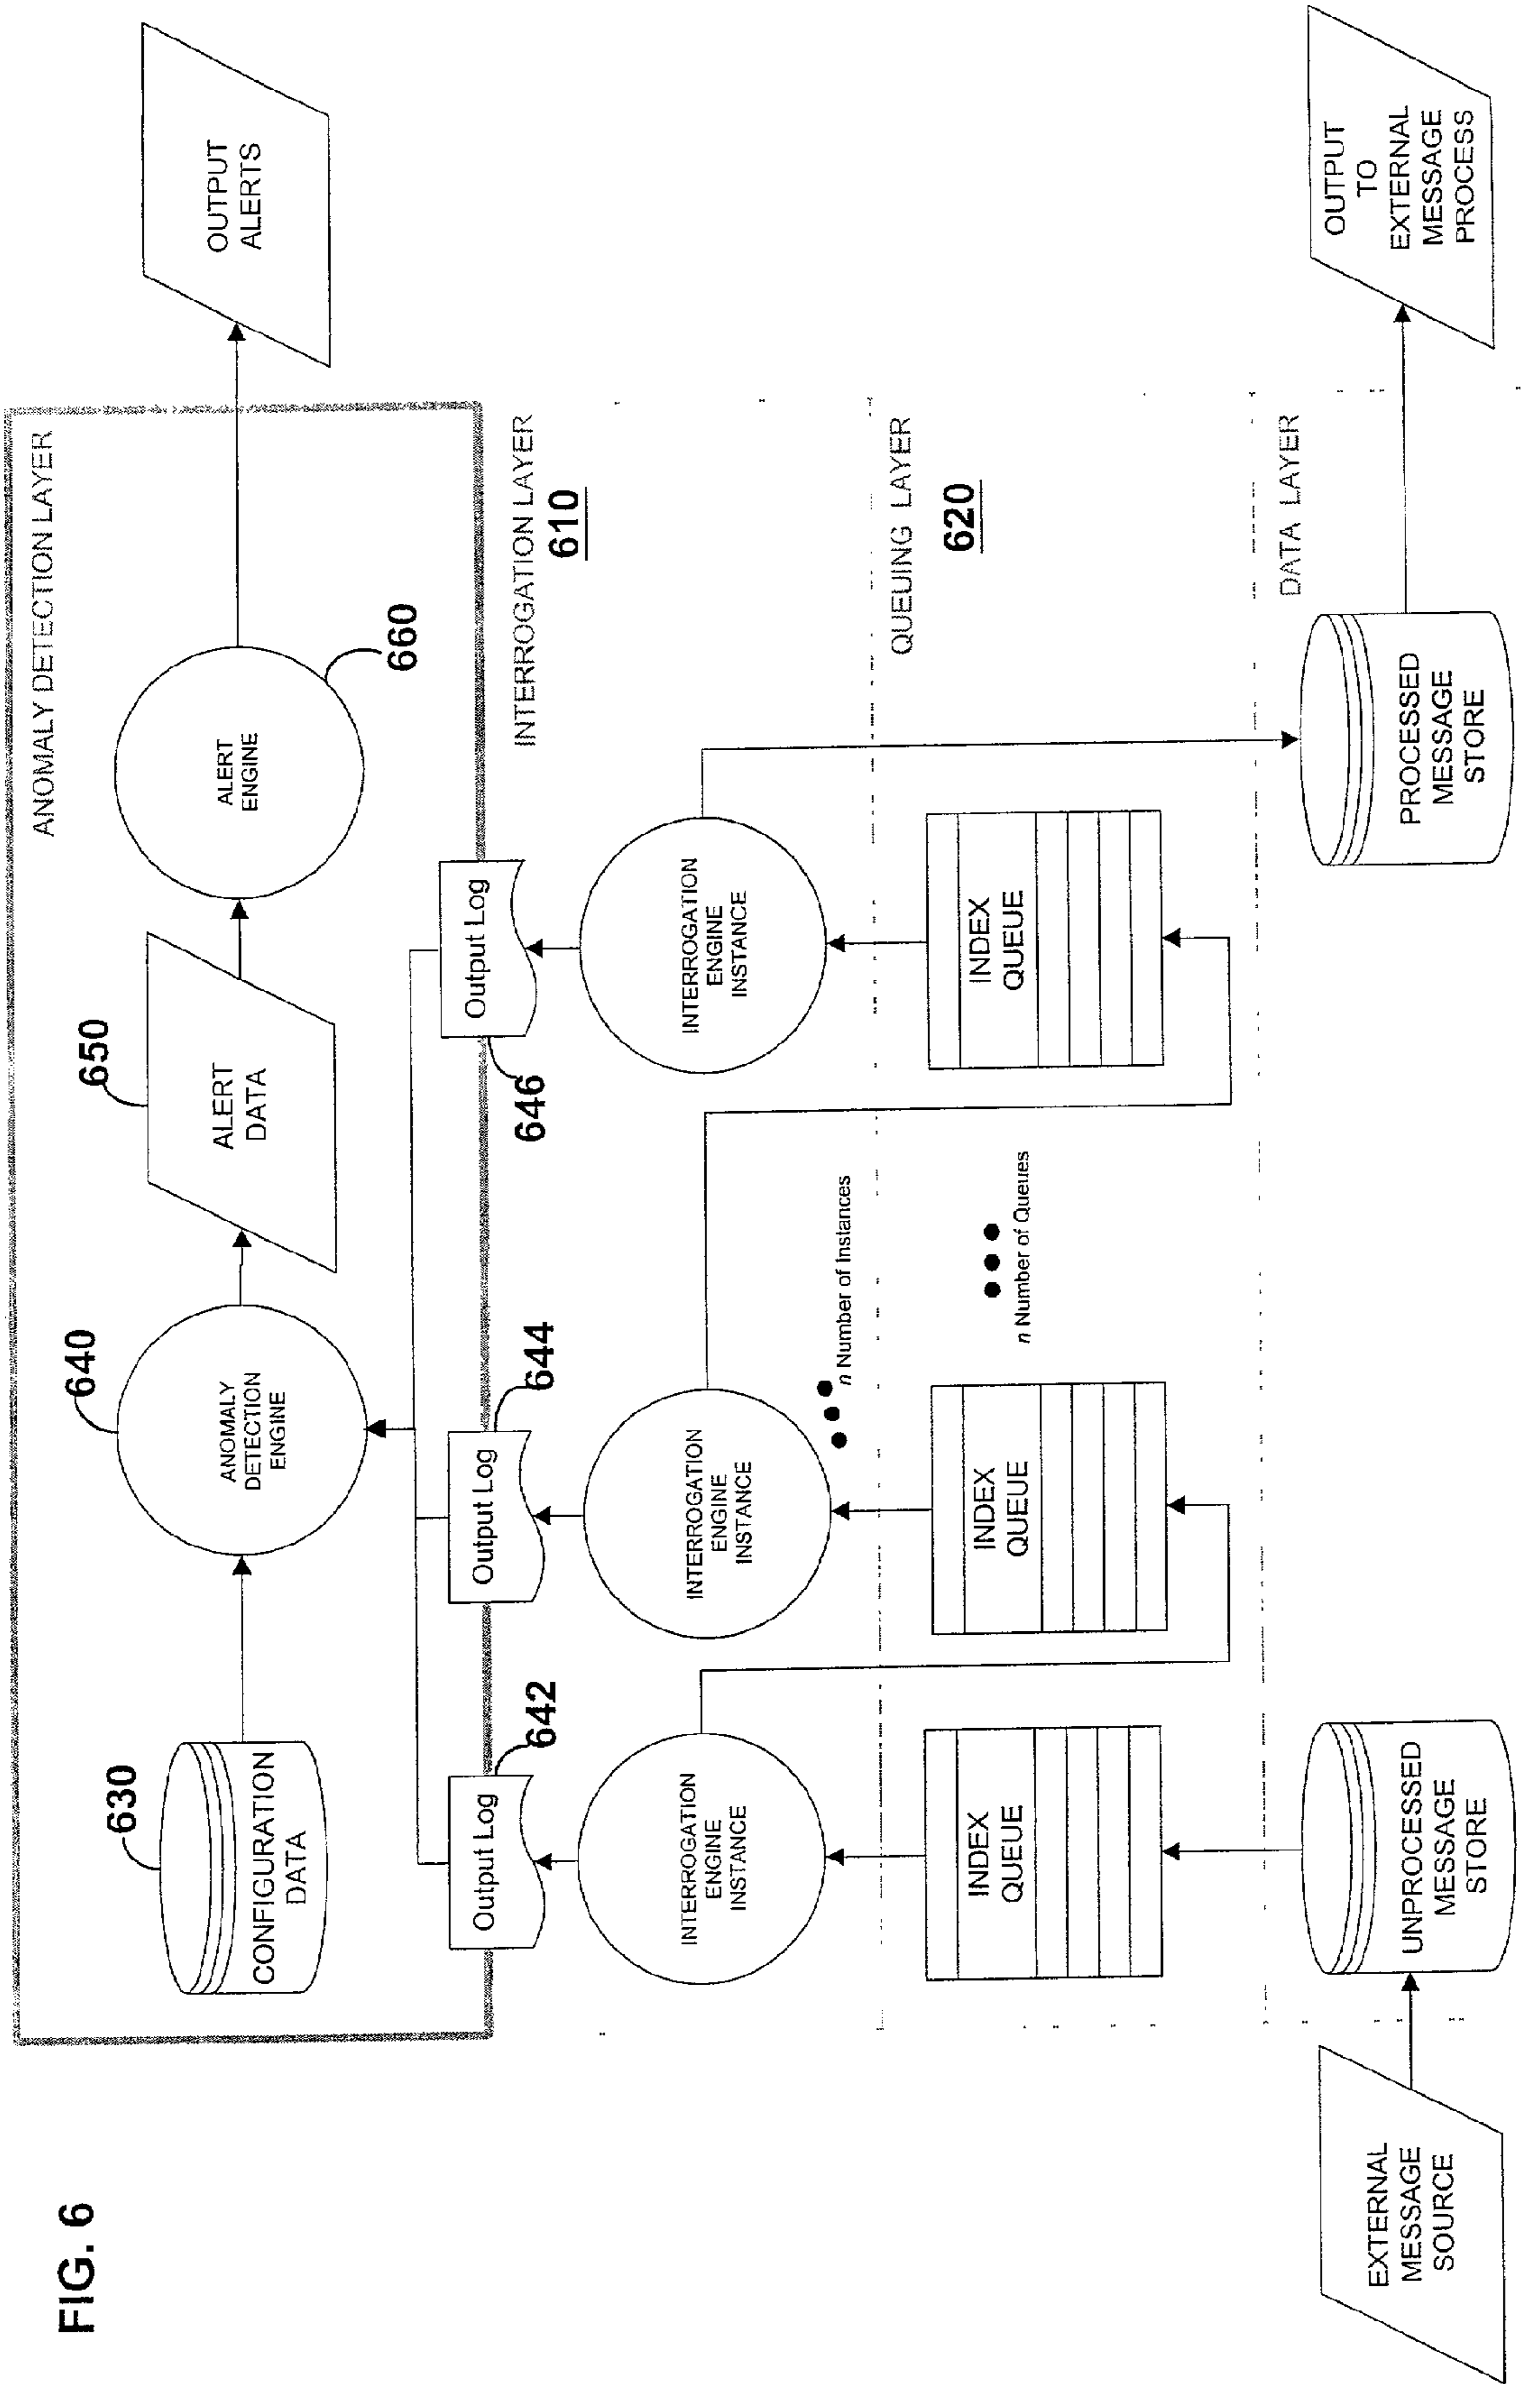 FIG. 6
ANOMALY DETECTION LAYER
630
CONFIGURATION
DATA
640
ANOMALY
DETECTION
ENGINE
650
ALERT
DATA
ALERT
ENGINE
660
OUTPUT
ALERTS
Output Log
642
Output Log
644
Output Log
646
INTERROGATION LAYER
610
INTERROGATION
ENGINE
INSTANCE
INTERROGATION
ENGINE
INSTANCE
n Number of Instances
INTERROGATION
ENGINE
INSTANCE
QUEUING LAYER
620
INDEX
QUEUE
INDEX
QUEUE
n Number of Queues
INDEX
QUEUE
DATA LAYER
EXTERNAL
MESSAGE
SOURCE
UNPROCESSED
MESSAGE
STORE
PROCESSED
MESSAGE
STORE
OUTPUT
TO
EXTERNAL
MESSAGE
PROCESS